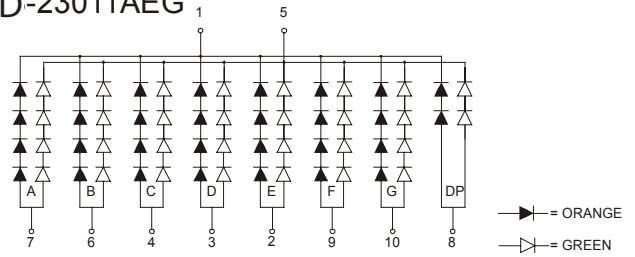 D-23011AEG
1 5
A B C D E F G DP
7 6 4 3 2 9 10 8
= ORANGE
= GREEN